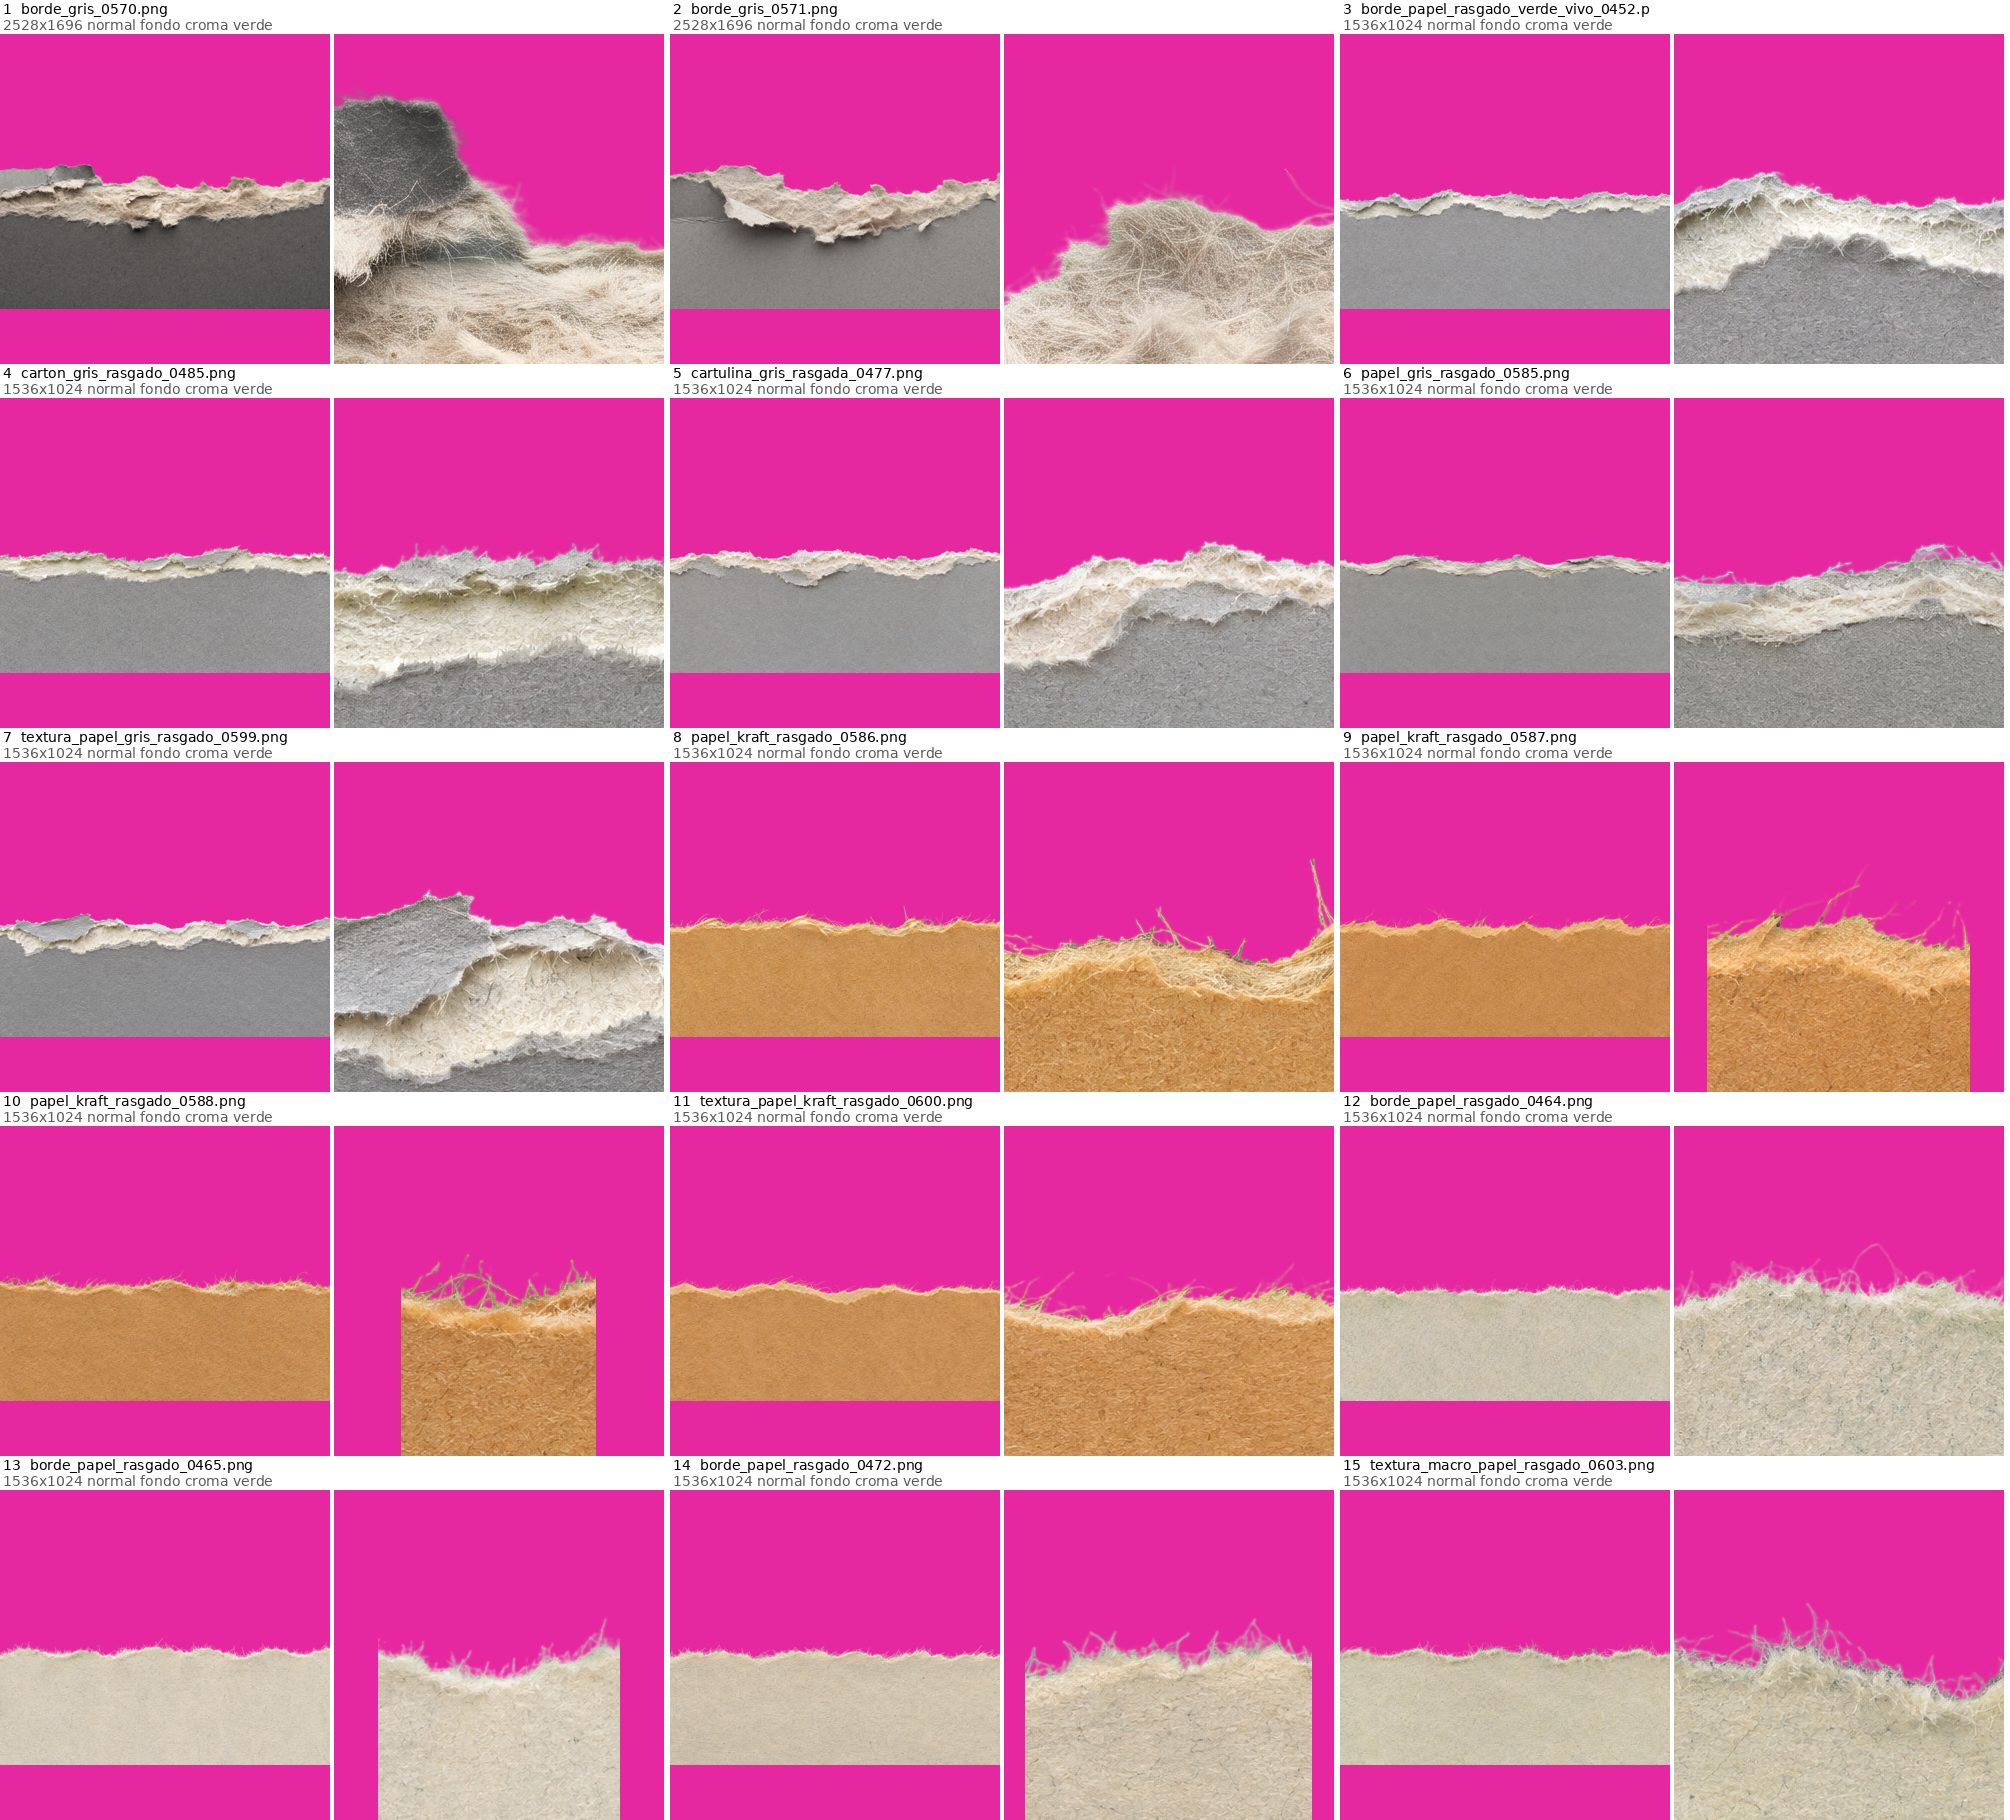 1 borde_gris_0570.png
2528x1696 normal fondo croma verde
2 borde_gris_0571.png
2528x1696 normal fondo croma verde
3 borde_papel_rasgado_verde_vivo_0452.p
1536x1024 normal fondo croma verde
4 carton_gris_rasgado_0485.png
1536x1024 normal fondo croma verde
5 cartulina_gris_rasgada_0477.png
1536x1024 normal fondo croma verde
6 papel_gris_rasgado_0585.png
1536x1024 normal fondo croma verde
7 textura_papel_gris_rasgado_0599.png
1536x1024 normal fondo croma verde
8 papel_kraft_rasgado_0586.png
1536x1024 normal fondo croma verde
9 papel_kraft_rasgado_0587.png
1536x1024 normal fondo croma verde
10 papel_kraft_rasgado_0588.png
1536x1024 normal fondo croma verde
11 textura_papel_kraft_rasgado_0600.png
1536x1024 normal fondo croma verde
12 borde_papel_rasgado_0464.png
1536x1024 normal fondo croma verde
13 borde_papel_rasgado_0465.png
1536x1024 normal fondo croma verde
14 borde_papel_rasgado_0472.png
1536x1024 normal fondo croma verde
15 textura_macro_papel_rasgado_0603.png
1536x1024 normal fondo croma verde